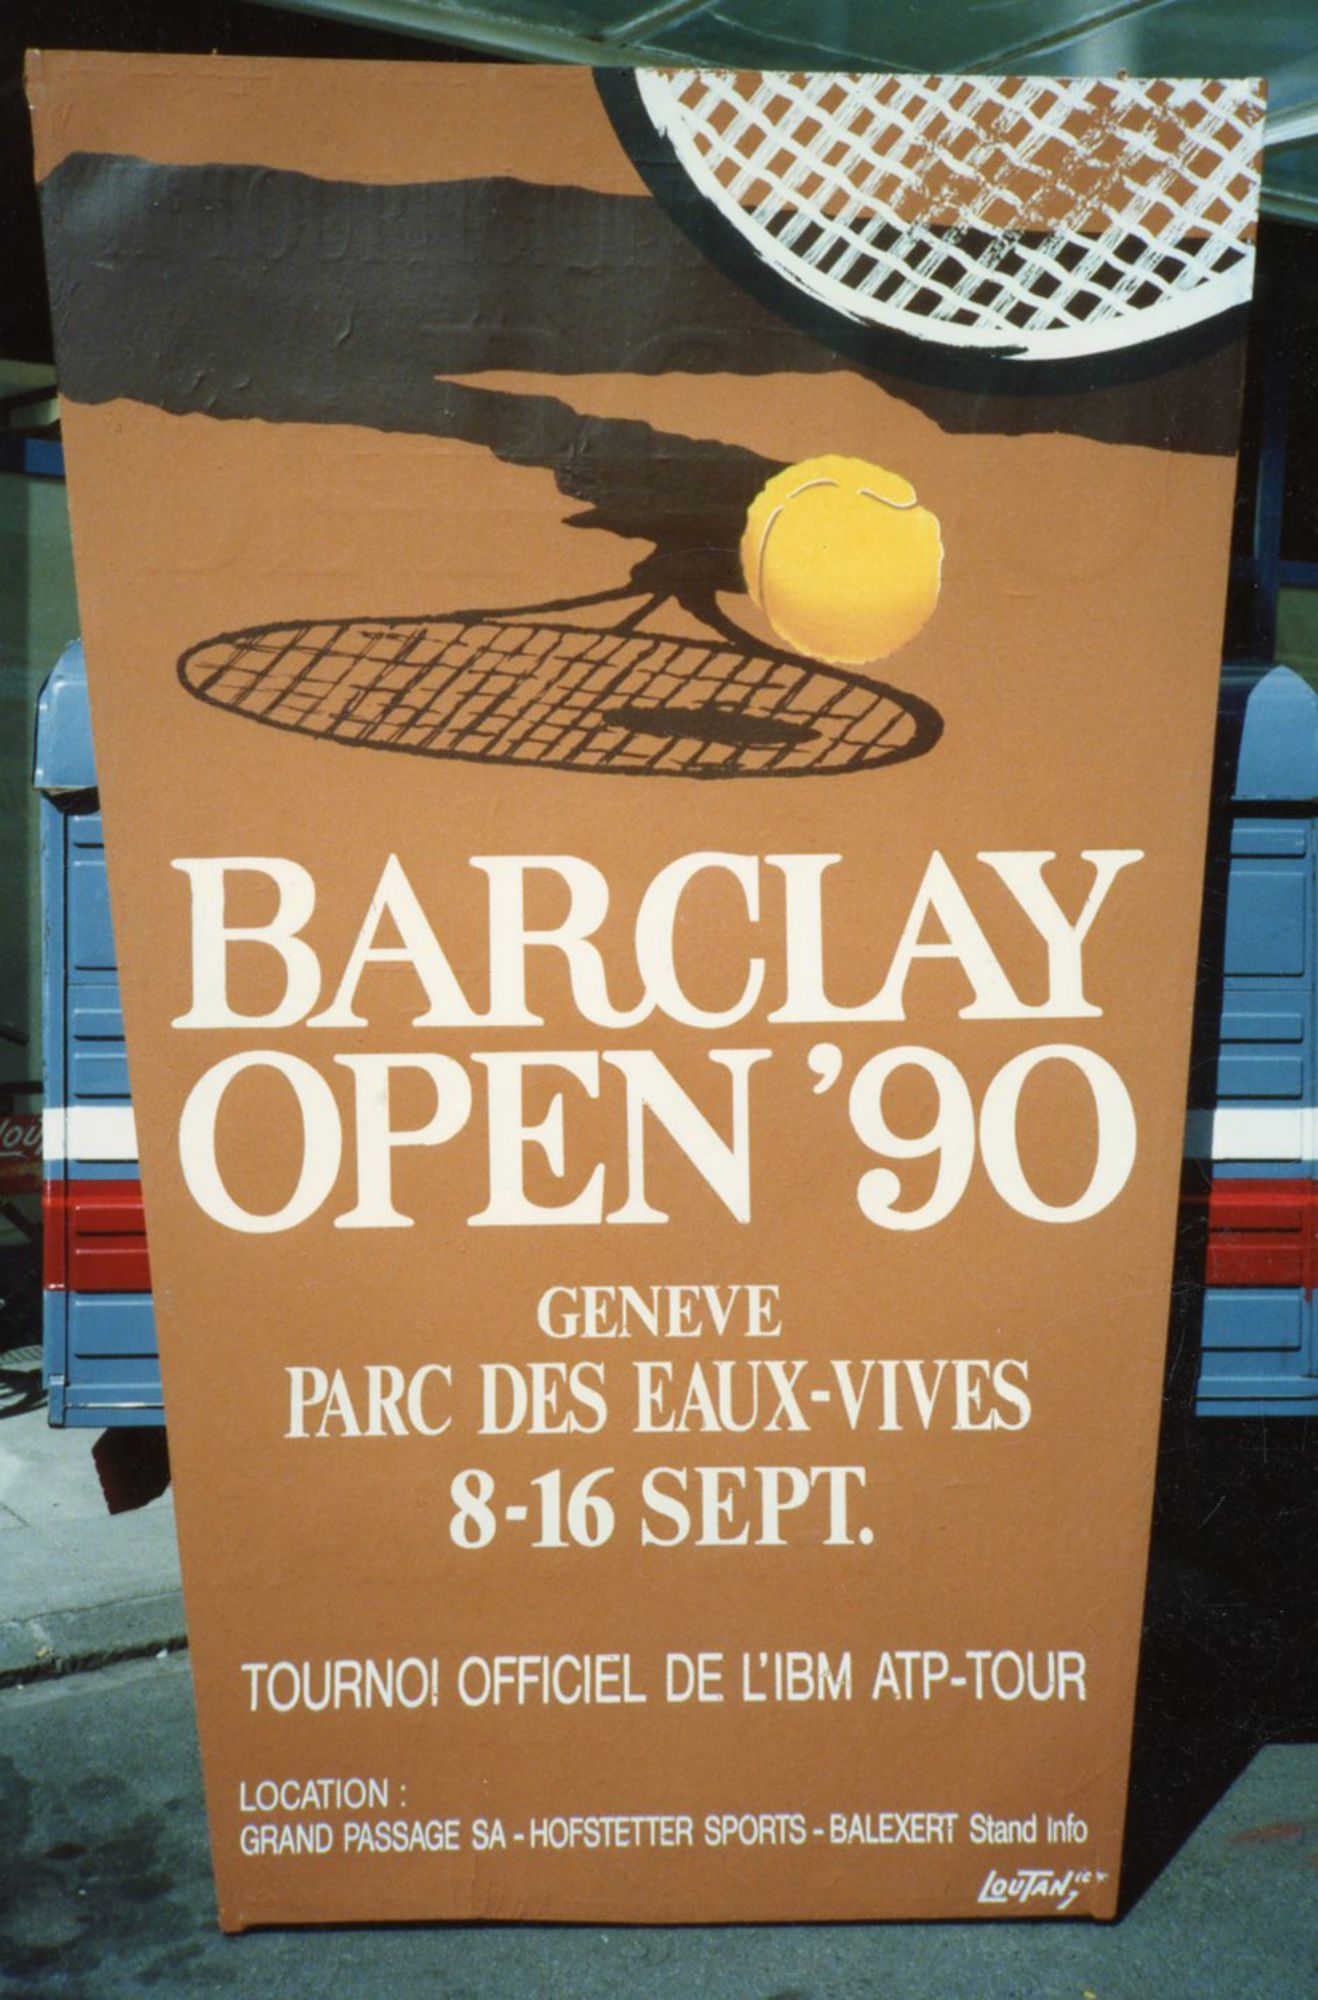 BARCLAY
OPEN '90
GENEVE
PARC DES EAUX-VIVES
8-16 SEPT.
TOURNOI OFFICIEL DE L'IBM ATP-TOUR
LOCATION :
GRAND PASSAGE SA - HOFSTETTER SPORTS - BALEXERT Stand info
LOUTAN